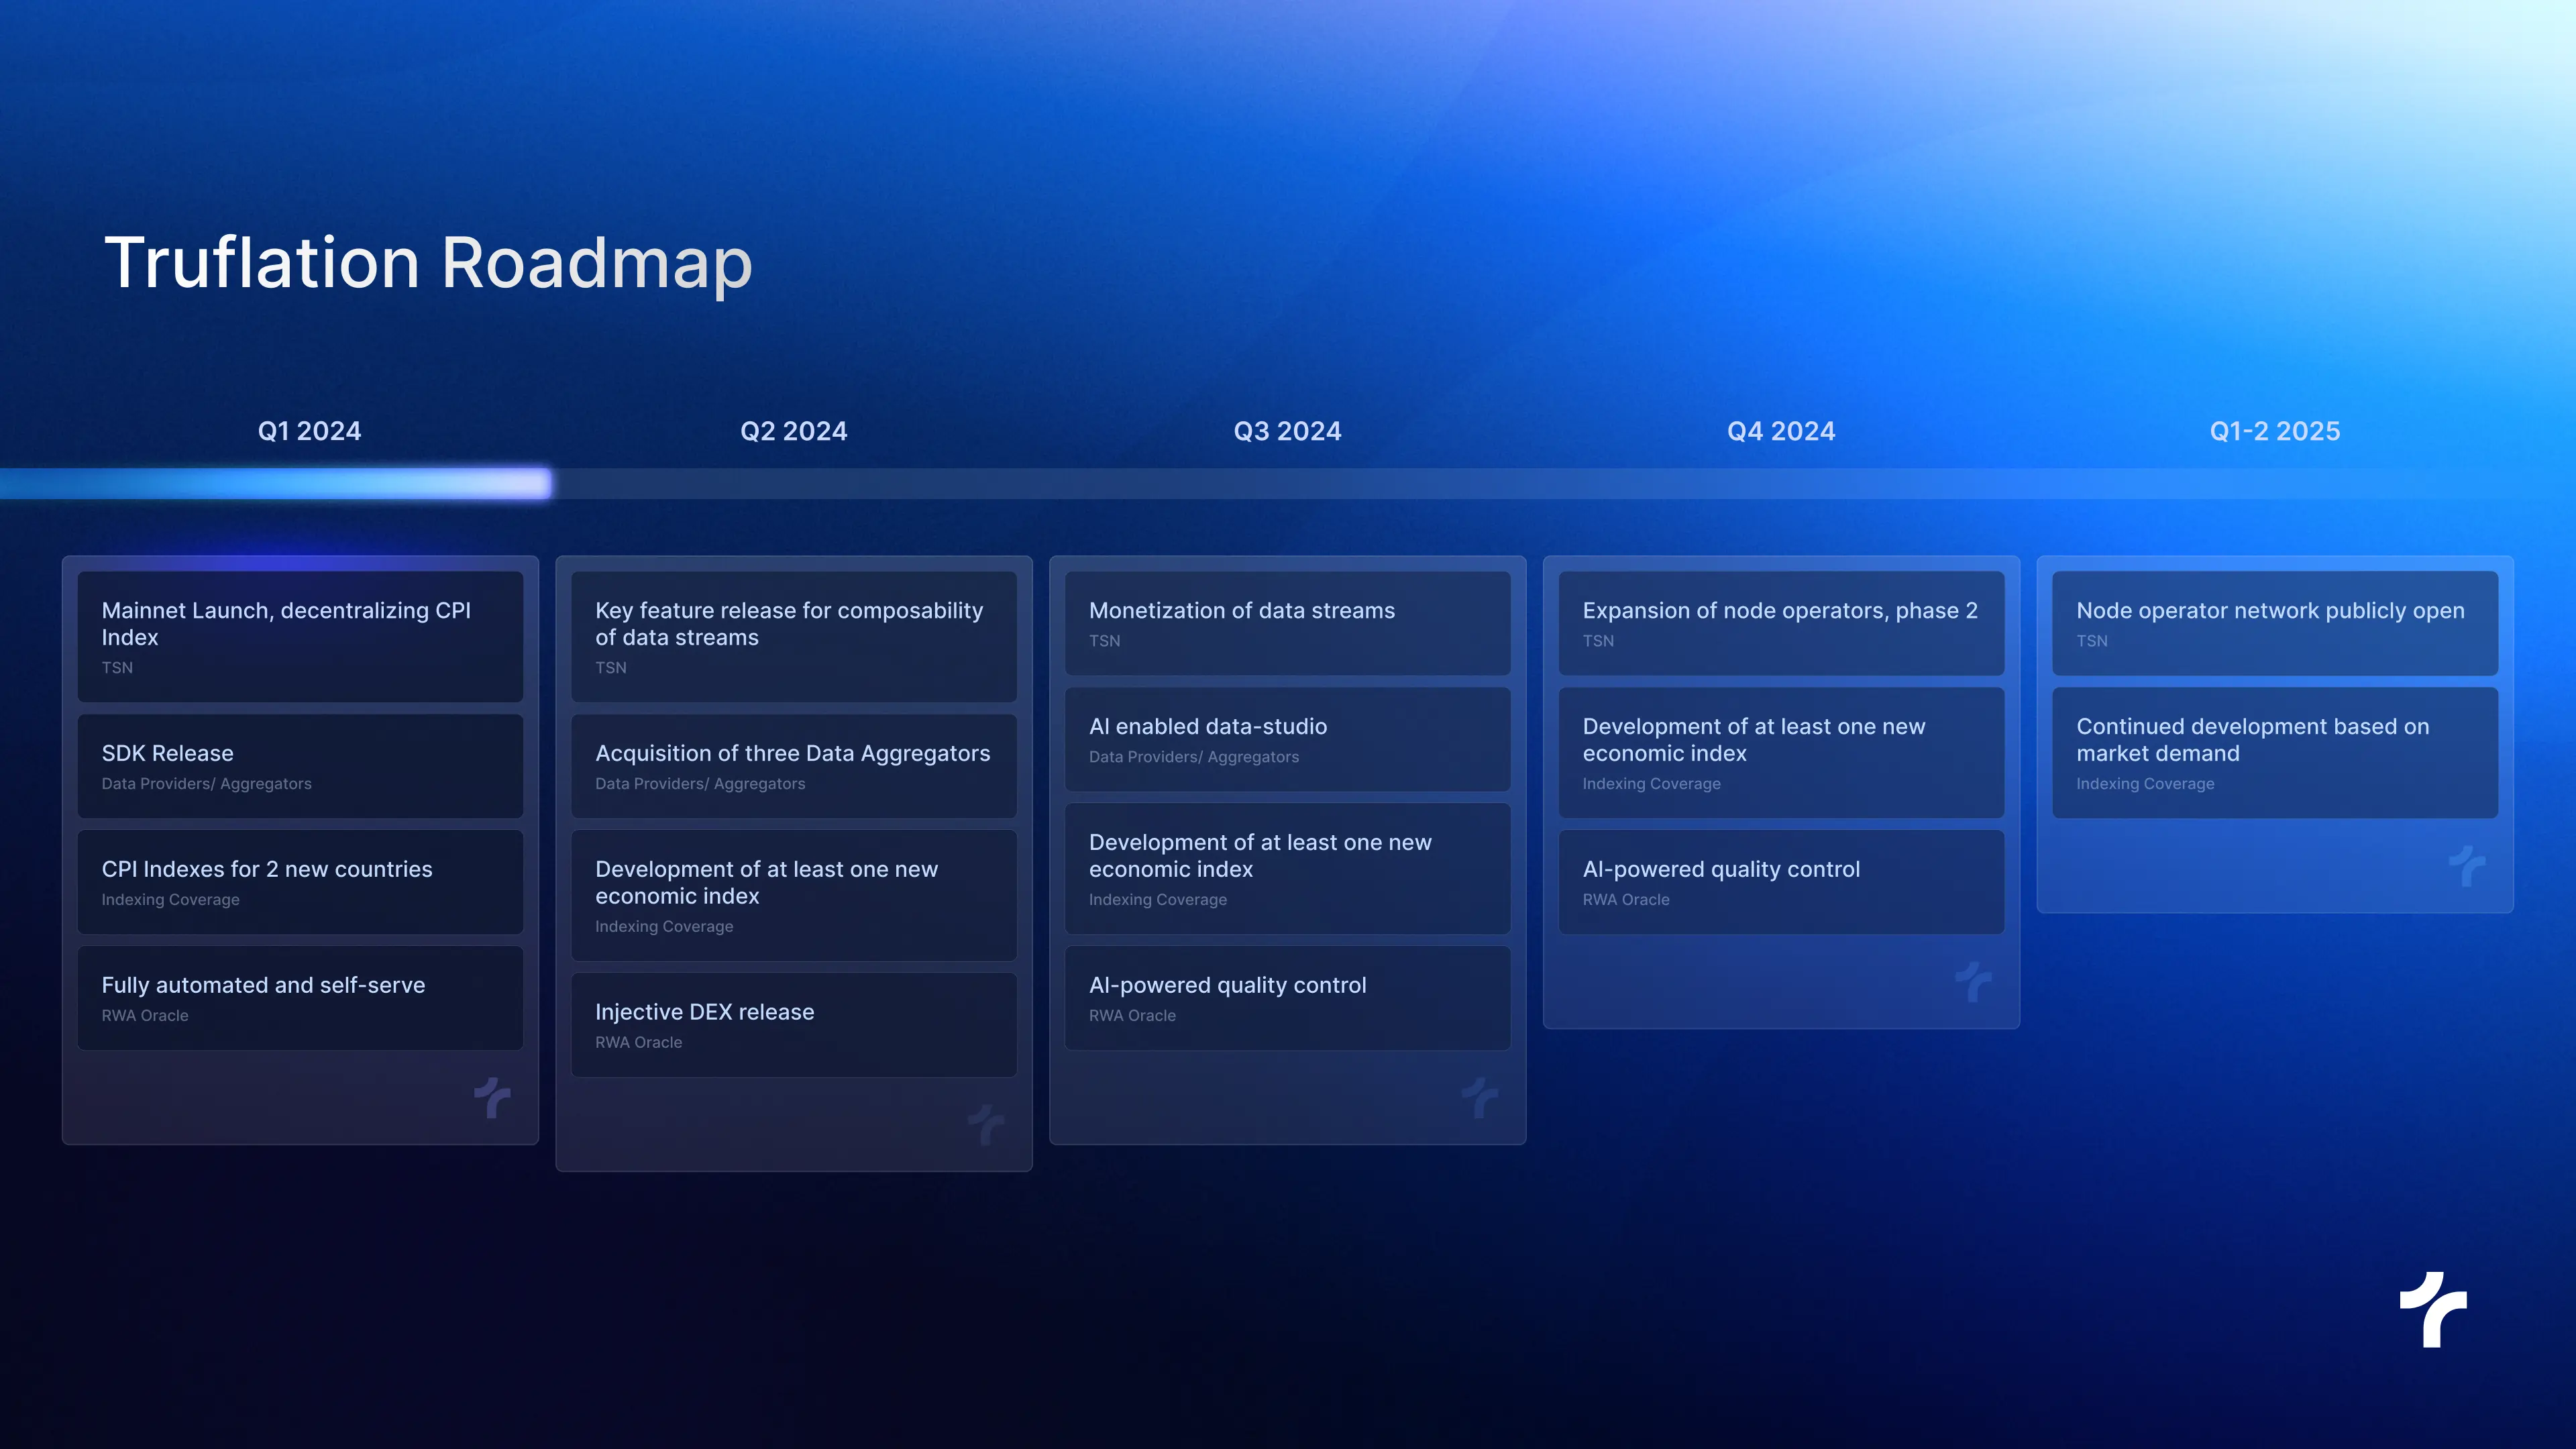 Truflation Roadmap
Q1 2024
Q2 2024
Q3 2024
Q4 2024
Q1-2 2025
Mainnet Launch, decentralizing CPI
Index
TSN
SDK Release
Data Providers/ Aggregators
CPI Indexes for 2 new countries
Indexing Coverage
Fully automated and self-serve
RWA Oracle
Key feature release for composability
of data streams
TSN
Acquisition of three Data Aggregators
Data Providers/ Aggregators
Development of at least one new
economic index
Indexing Coverage
Injective DEX release
RWA Oracle
Monetization of data streams
TSN
AI enabled data-studio
Data Providers/ Aggregators
Development of at least one new
economic index
Indexing Coverage
AI-powered quality control
RWA Oracle
Expansion of node operators, phase 2
TSN
Development of at least one new
economic index
Indexing Coverage
AI-powered quality control
RWA Oracle
Node operator network publicly open
TSN
Continued development based on
market demand
Indexing Coverage